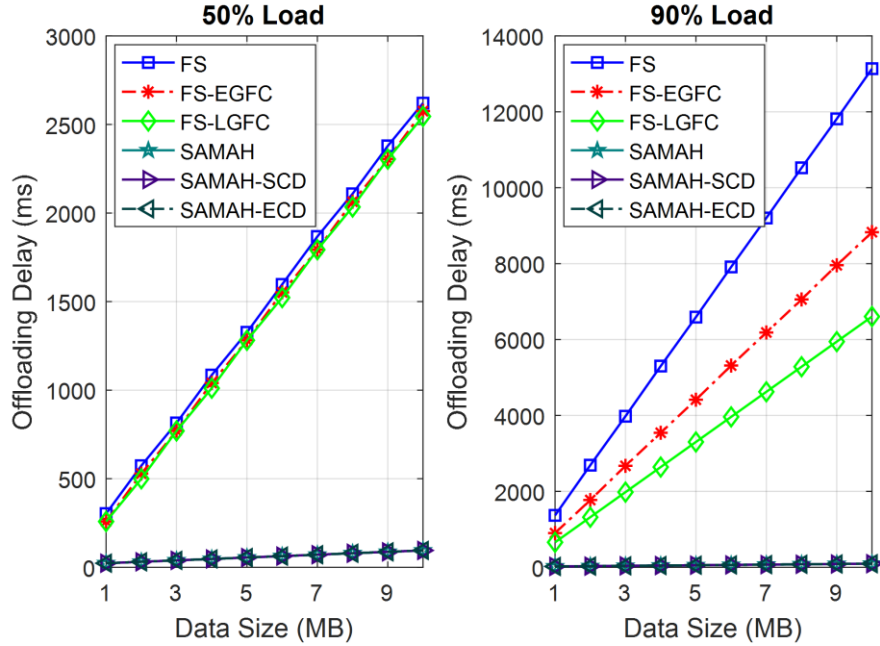 50% Load
3000
2500
2000
1500
1000
500
0
1
3
5
7
9
Offloading Delay (ms)
Data Size (MB)
FS
FS-EGFC
FS-LGFC
SAMAH
SAMAH-SCD
SAMAH-ECD
90% Load
14000
12000
10000
8000
6000
4000
2000
0
1
3
5
7
9
Offloading Delay (ms)
Data Size (MB)
FS
FS-EGFC
FS-LGFC
SAMAH
SAMAH-SCD
SAMAH-ECD